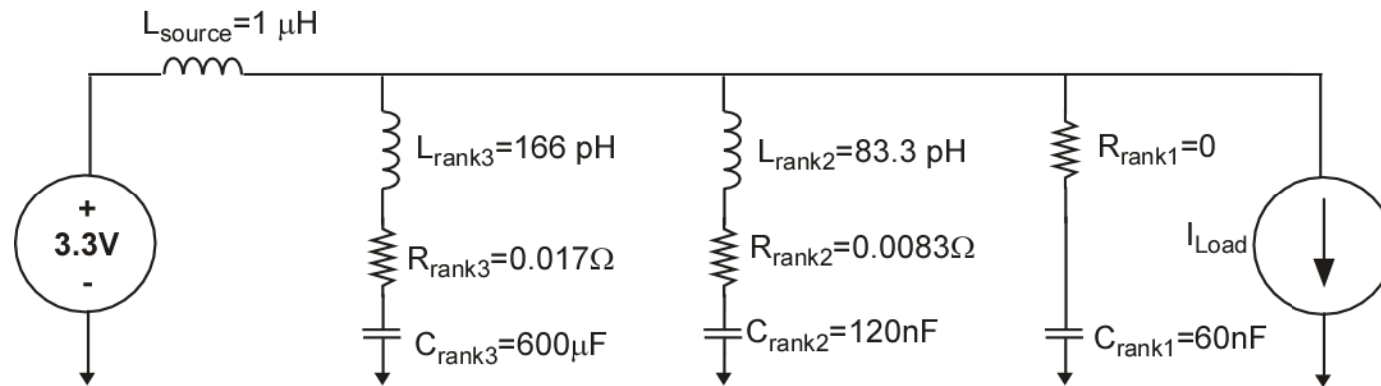 L_source=1 μH
+
3.3V
-
L_rank3=166 pH
R_rank3=0.017Ω
C_rank3=600μF
L_rank2=83.3 pH
R_rank2=0.0083Ω
C_rank2=120nF
R_rank1=0
C_rank1=60nF
I_Load